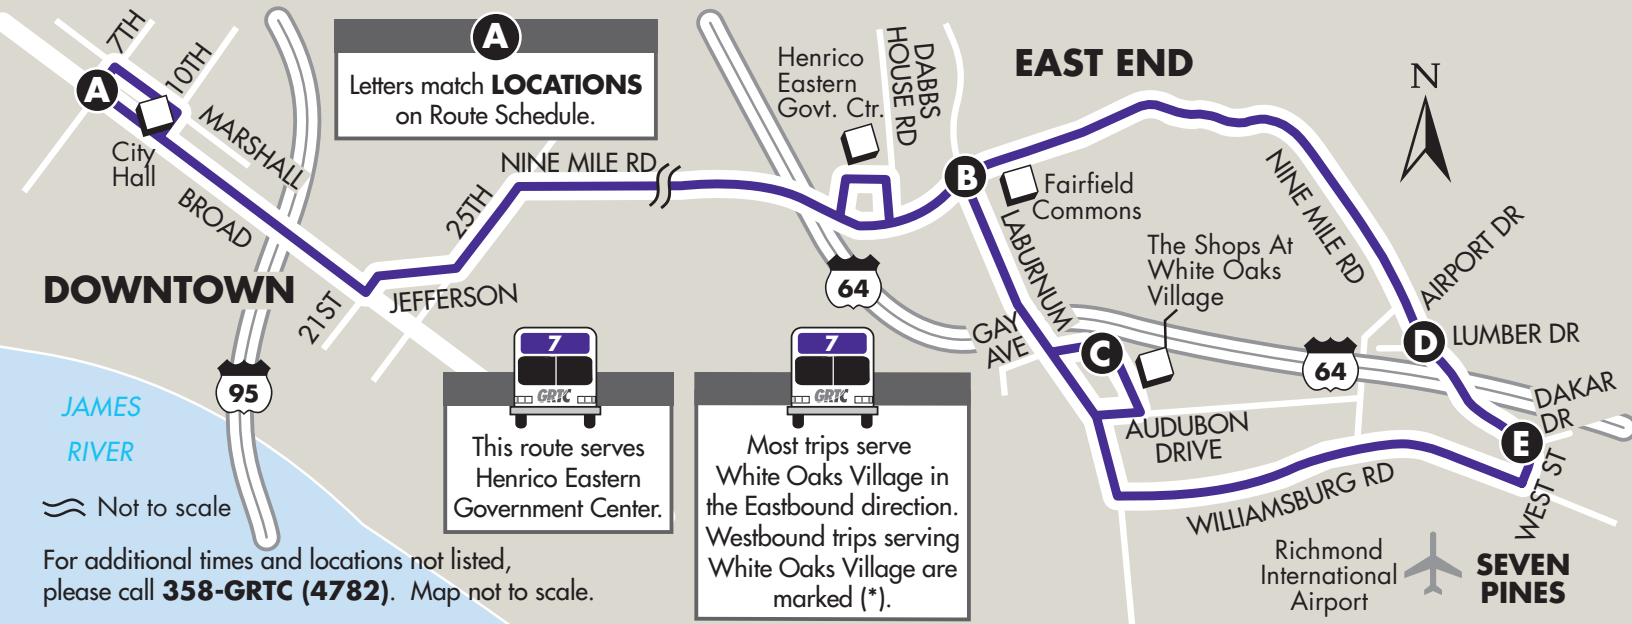 7TH
10TH
A
MARSHALL
City
Hall
BROAD
A
Letters match LOCATIONS
on Route Schedule.
NINE MILE RD
25TH
Henrico
Eastern
Govt. Ctr.
DABBS
HOUSE RD
EAST END
N
B
Fairfield
Commons
NINE MILE RD
LABURNUM
The Shops At
White Oaks
Village
AIRPORT DR
DOWNTOWN
21ST
JEFFERSON
64
GAY
AVE
C
D
LUMBER DR
64
95
DAKAR
DR
E
AUDUBON
DRIVE
WILLIAMSBURG RD
WEST ST
JAMES
RIVER
7
GRTC
This route serves
Henrico Eastern
Government Center.
7
GRTC
Most trips serve
White Oaks Village in
the Eastbound direction.
Westbound trips serving
White Oaks Village are
marked (*).
Not to scale
For additional times and locations not listed,
please call 358-GRTC (4782).  Map not to scale.
Richmond
International
Airport
SEVEN
PINES